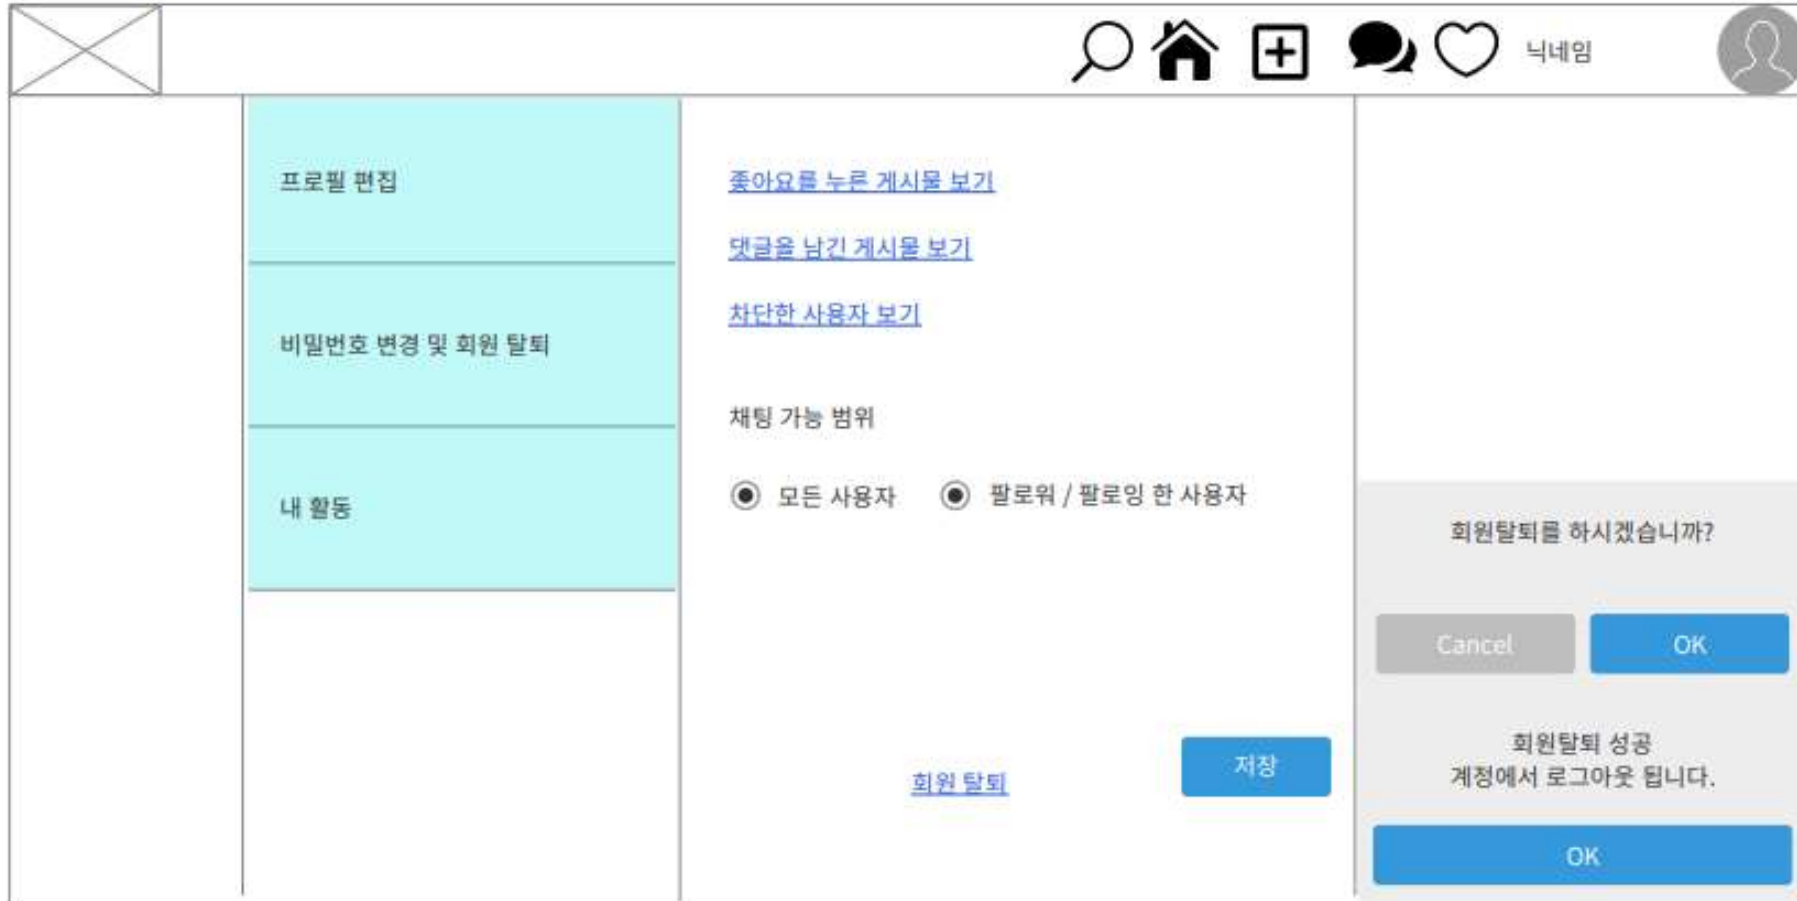 닉네임
프로필 편집
비밀번호 변경 및 회원 탈퇴
내 활동
좋아요를 누른 게시물 보기
댓글을 남긴 게시물 보기
차단한 사용자 보기
채팅 가능 범위
모든 사용자 팔로워 / 팔로잉 한 사용자
회원 탈퇴
저장
회원탈퇴를 하시겠습니까?
Cancel OK
회원탈퇴 성공
계정에서 로그아웃 됩니다.
OK